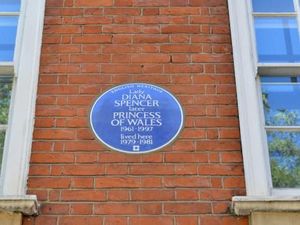 ENGLISH HERITAGE
Lady
DIANA
SPENCER
later
PRINCESS
OF WALES
1961-1997
lived here
1979-1981